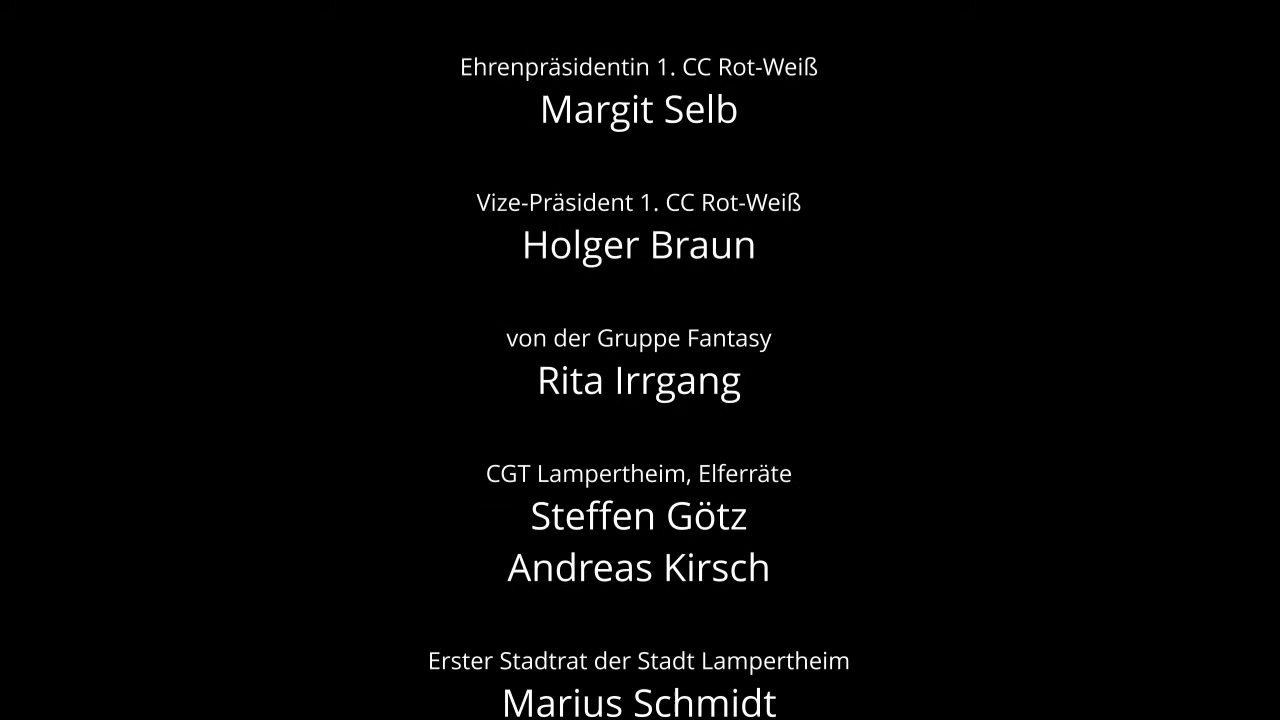 Ehrenpräsidentin 1. CC Rot-Weiß
Margit Selb
Vize-Präsident 1. CC Rot-Weiß
Holger Braun
von der Gruppe Fantasy
Rita Irrgang
CGT Lampertheim, Elferräte
Steffen Götz
Andreas Kirsch
Erster Stadtrat der Stadt Lampertheim
Marius Schmidt